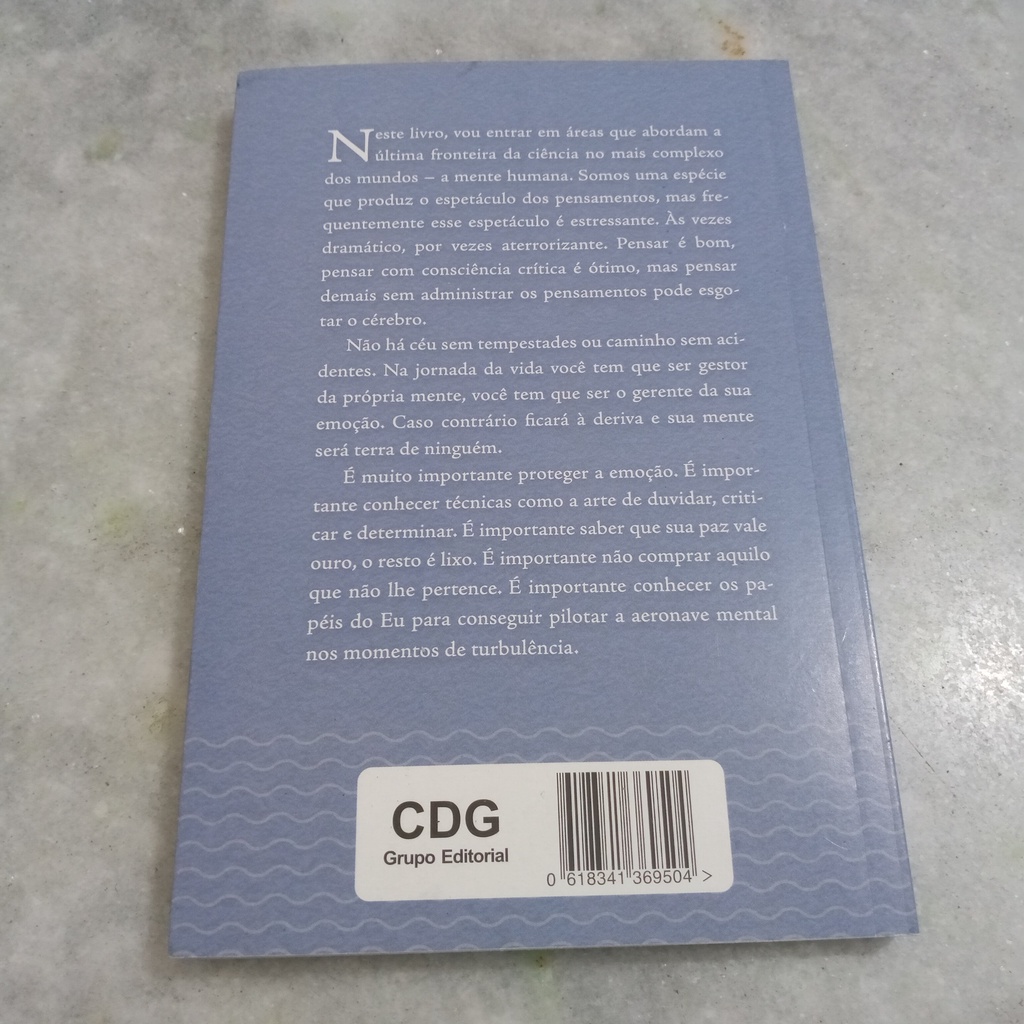 Neste livro, vou entrar em áreas que abordam a
última fronteira da ciência no mais complexo
dos mundos – a mente humana. Somos uma espécie
que produz o espetáculo dos pensamentos, mas fre-
quentemente esse espetáculo é estressante. Às vezes
dramático, por vezes aterrorizante. Pensar é bom,
pensar com consciência crítica é ótimo, mas pensar
demais sem administrar os pensamentos pode esgo-
tar o cérebro.
Não há céu sem tempestades ou caminho sem aci-
dentes. Na jornada da vida você tem que ser gestor
da própria mente, você tem que ser o gerente da sua
emoção. Caso contrário ficará à deriva e sua mente
será terra de ninguém.
É muito importante proteger a emoção. É impor-
tante conhecer técnicas como a arte de duvidar, criti-
car e determinar. É importante saber que sua paz vale
ouro, o resto é lixo. É importante não comprar aquilo
que não lhe pertence. É importante conhecer os pa-
péis do Eu para conseguir pilotar a aeronave mental
nos momentos de turbulência.
CDG
Grupo Editorial
0 618341 369504 >